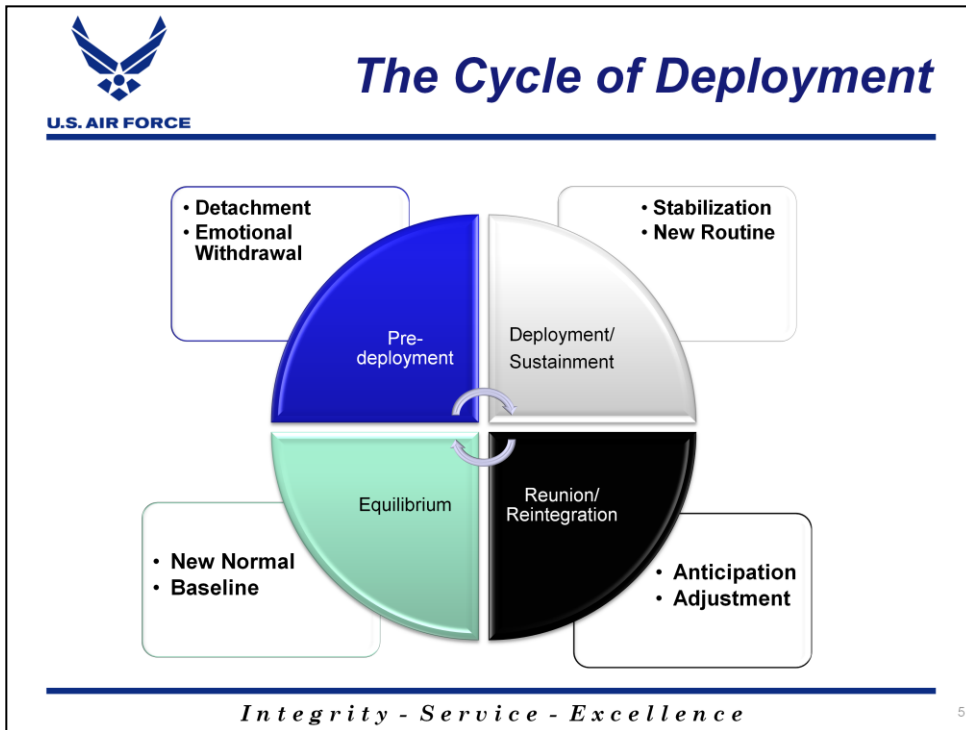 The Cycle of Deployment
U.S. AIR FORCE
• Detachment
• Emotional
Withdrawal
• Stabilization
• New Routine
Pre-
deployment
Deployment/
Sustainment
Equilibrium
Reunion/
Reintegration
• New Normal
• Baseline
• Anticipation
• Adjustment
Integrity - Service - Excellence
5